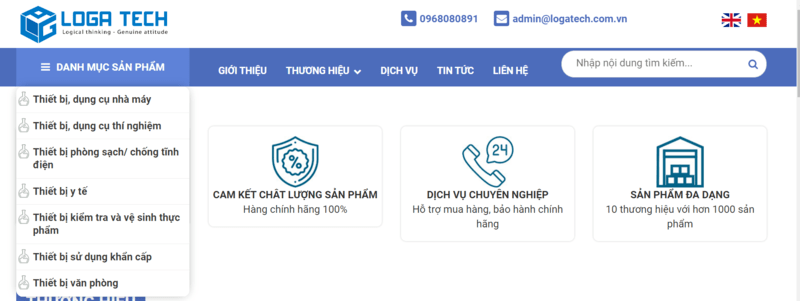 LOGA TECH
Logical thinking - Genuine attitude
0968080891
admin@logatech.com.vn
DANH MỤC SẢN PHẨM
GIỚI THIỆU
THƯƠNG HIỆU
DỊCH VỤ
TIN TỨC
LIÊN HỆ
Nhập nội dung tìm kiếm...
Thiết bị, dụng cụ nhà máy
Thiết bị, dụng cụ thí nghiệm
Thiết bị phòng sạch/ chống tĩnh
điện
Thiết bị y tế
Thiết bị kiểm tra và vệ sinh thực
phẩm
Thiết bị sử dụng khẩn cấp
Thiết bị văn phòng
CAM KẾT CHẤT LƯỢNG SẢN PHẨM
Hàng chính hãng 100%
24
DỊCH VỤ CHUYÊN NGHIỆP
Hỗ trợ mua hàng, bảo hành chính
hãng
SẢN PHẨM ĐA DẠNG
10 thương hiệu với hơn 1000 sản
phẩm